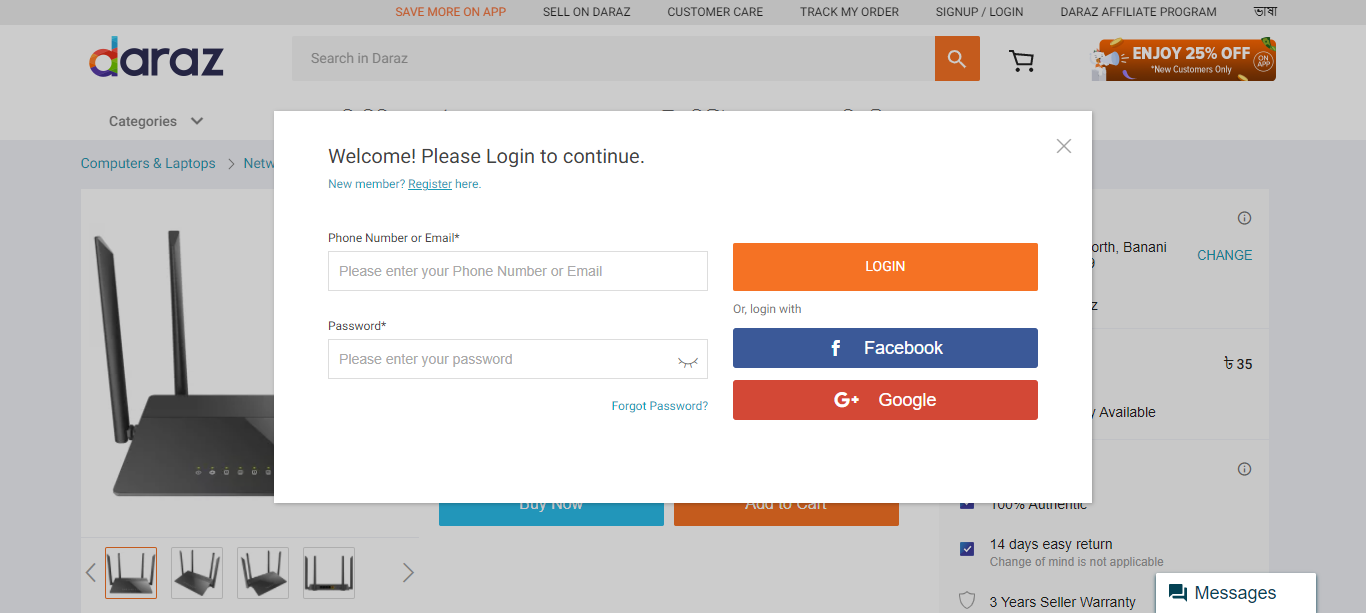 SAVE MORE ON APP SELL ON DARAZ CUSTOMER CARE TRACK MY ORDER SIGNUP / LOGIN DARAZ AFFILIATE PROGRAM ভাষা
daraz
Search in Daraz
ENJOY 25% OFF
*New Customers Only
ON APP
Categories
Computers & Laptops
Welcome! Please Login to continue.
New member? Register here.
Phone Number or Email*
Please enter your Phone Number or Email
Password*
Please enter your password
Forgot Password?
LOGIN
Or, login with
f Facebook
G+ Google
Banani
CHANGE
৳ 35
Available
Buy Now
Add to Cart
100% Authentic
14 days easy return
Change of mind is not applicable
3 Years Seller Warranty
Messages